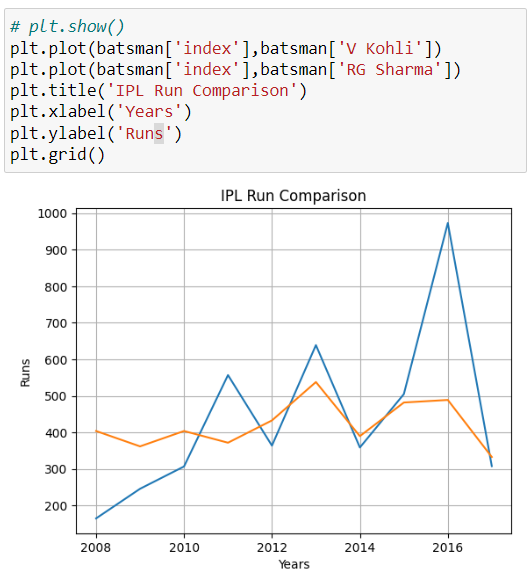 # plt.show()
plt.plot(batsman['index'],batsman['V Kohli'])
plt.plot(batsman['index'],batsman['RG Sharma'])
plt.title('IPL Run Comparison')
plt.xlabel('Years')
plt.ylabel('Runs')
plt.grid()
IPL Run Comparison
1000
900
800
700
600
500
400
300
200
Runs
2008 2010 2012 2014 2016
Years